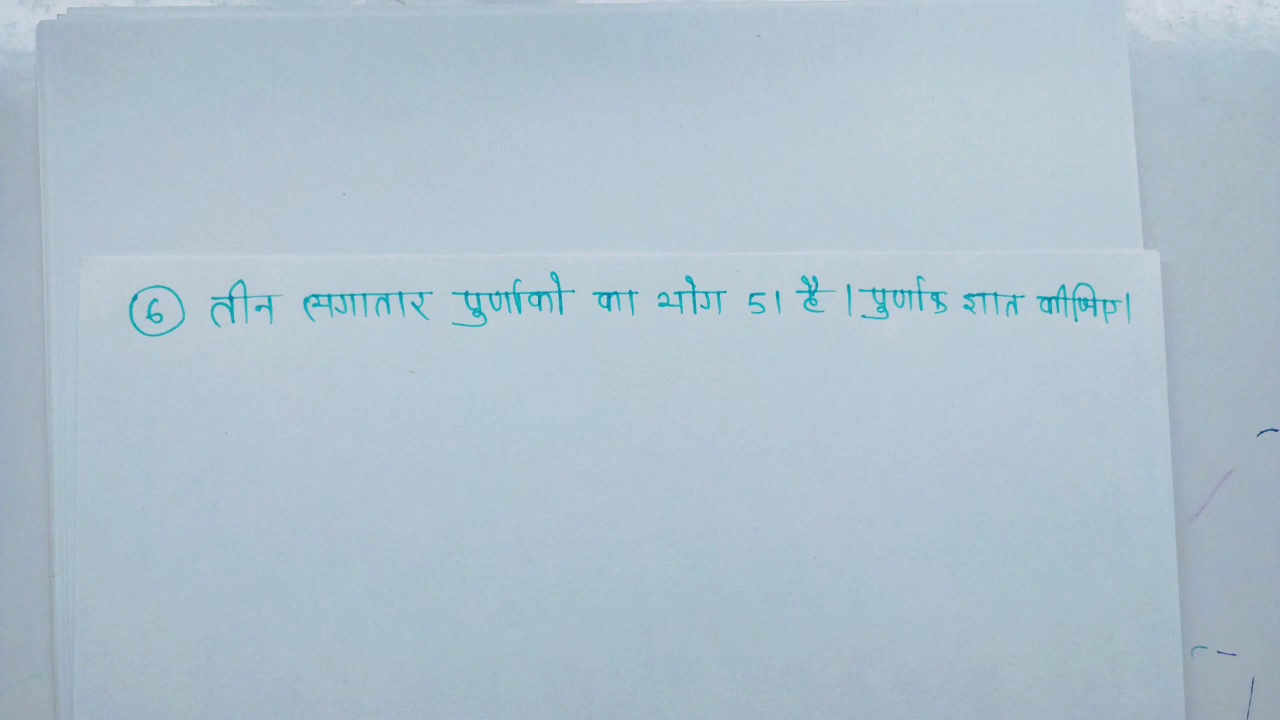 6 तीन लगातार पुर्णाको का योग 51 है । पुर्णाक ज्ञात कीजिए।